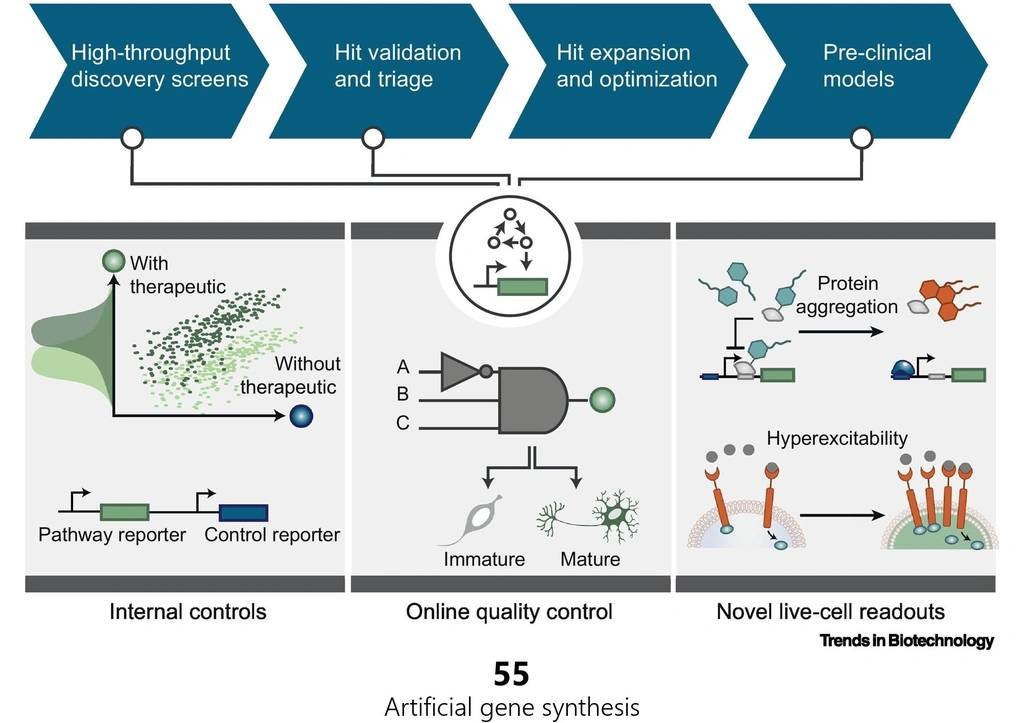 High-throughput
discovery screens
Hit validation
and triage
Hit expansion
and optimization
Pre-clinical
models
With
therapeutic
Without
therapeutic
Pathway reporter
Control reporter
Internal controls
A
B
C
Immature
Mature
Online quality control
Protein
aggregation
Hyperexcitability
Novel live-cell readouts
Trends in Biotechnology
55
Artificial gene synthesis